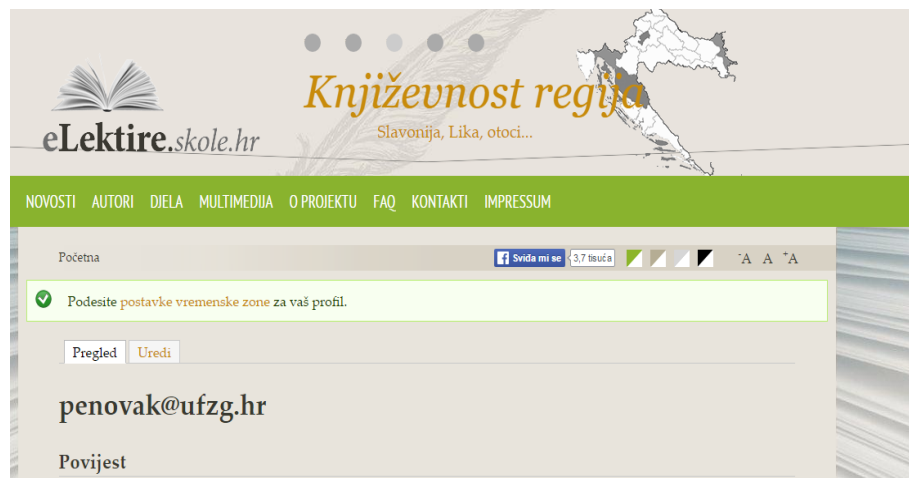 Književnost regija
Slavonija, Lika, otoci...
eLektire.skole.hr
NOVOSTI AUTORI DJELA MULTIMEDIJA O PROJEKTU FAQ KONTAKTI IMPRESSUM
Početna
f Sviđa mi se 3,7 tisuća -A A +A
Podesite postavke vremenske zone za vaš profil.
Pregled Uredi
penovak@ufzg.hr
Povijest